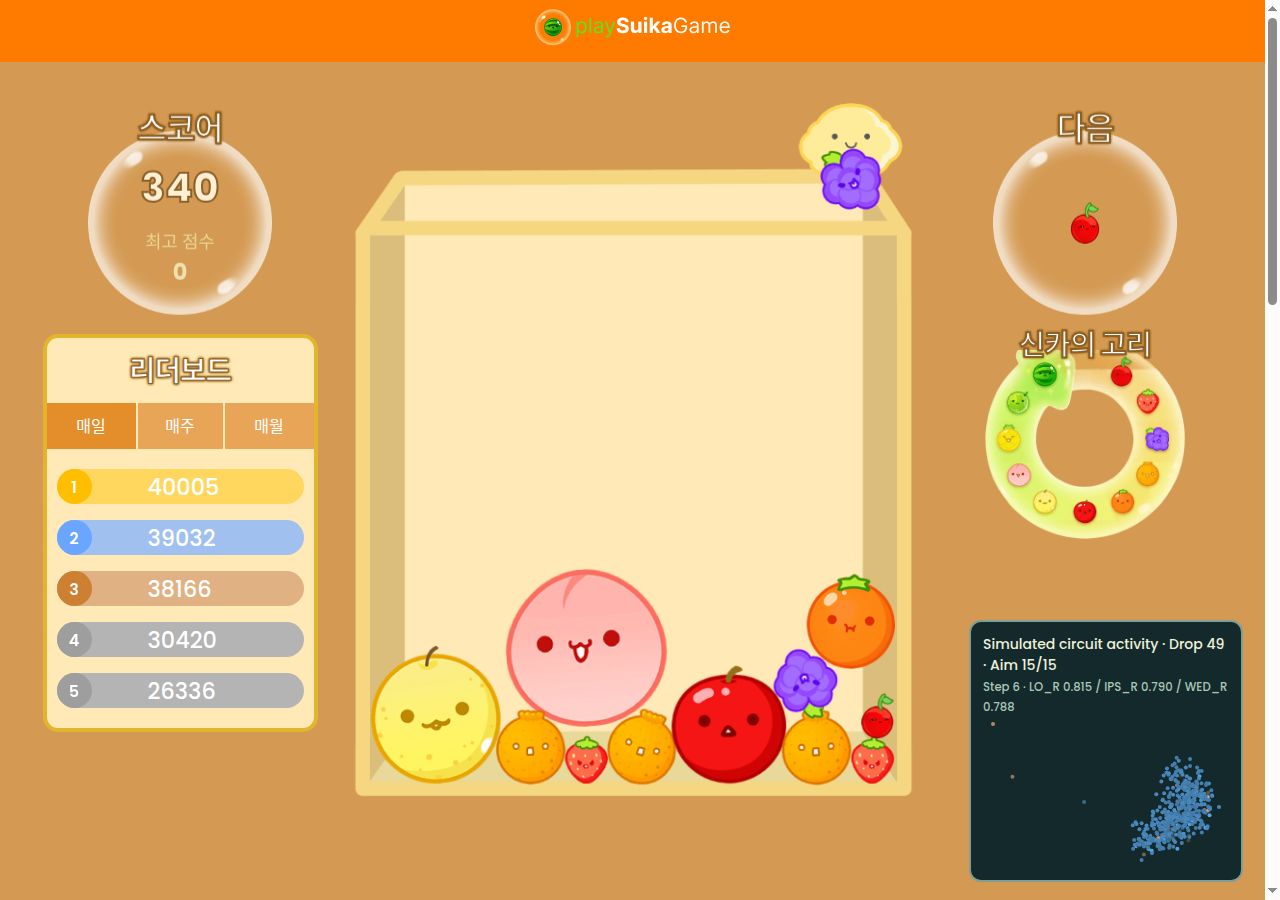 playSuikaGame
스코어
340
최고 점수
0
다음
신카의 고리
리더보드
매일 매주 매월
1 40005
2 39032
3 38166
4 30420
5 26336
Simulated circuit activity · Drop 49
· Aim 15/15
Step 6 · LO_R 0.815 / IPS_R 0.790 / WED_R
0.788